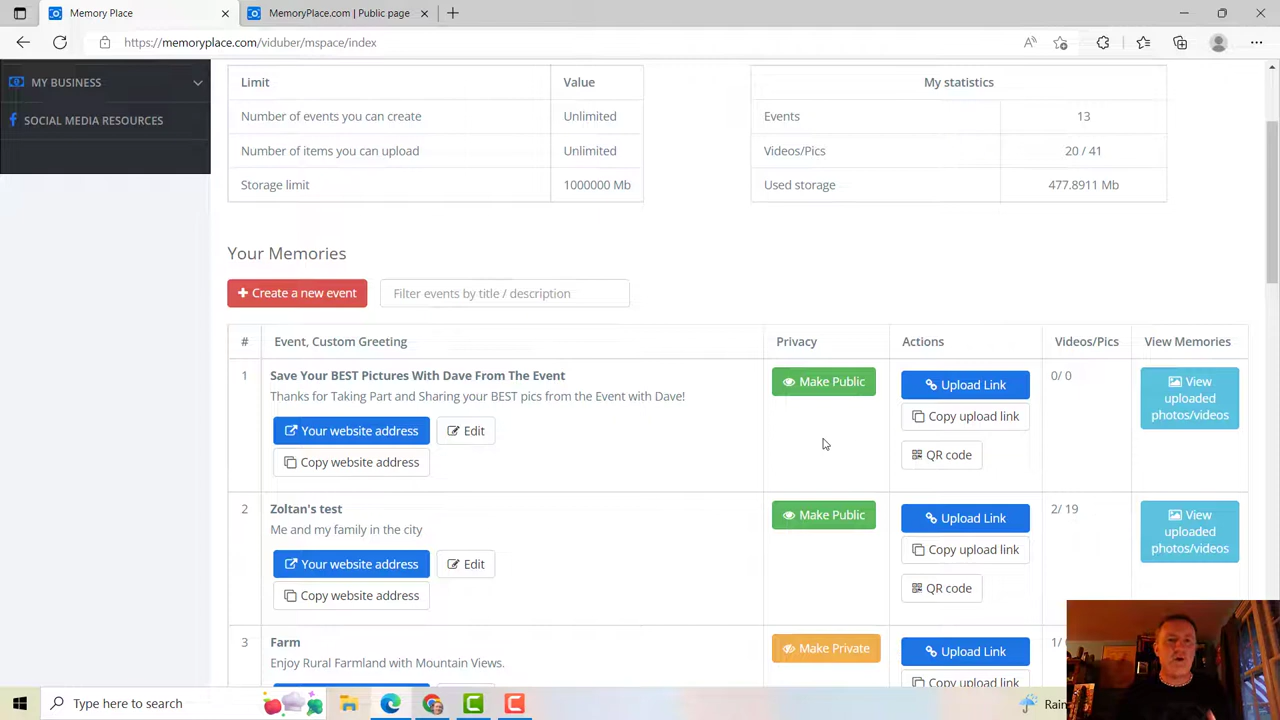 Memory Place
MemoryPlace.com | Public page
https://memoryplace.com/viduber/mspace/index
MY BUSINESS
SOCIAL MEDIA RESOURCES
Limit Value
Number of events you can create Unlimited
Number of items you can upload Unlimited
Storage limit 1000000 Mb
My statistics
Events 13
Videos/Pics 20 / 41
Used storage 477.8911 Mb
Your Memories
Create a new event
Filter events by title / description
# Event, Custom Greeting Privacy Actions Videos/Pics View Memories
1 Save Your BEST Pictures With Dave From The Event
Thanks for Taking Part and Sharing your BEST pics from the Event with Dave!
Your website address Edit
Copy website address
Make Public
Upload Link
Copy upload link
QR code
0/ 0
View
uploaded
photos/videos
2 Zoltan's test
Me and my family in the city
Your website address Edit
Copy website address
Make Public
Upload Link
Copy upload link
QR code
2/ 19
View
uploaded
photos/videos
3 Farm
Enjoy Rural Farmland with Mountain Views.
Make Private
Upload Link
Copy upload link
1/
Type here to search